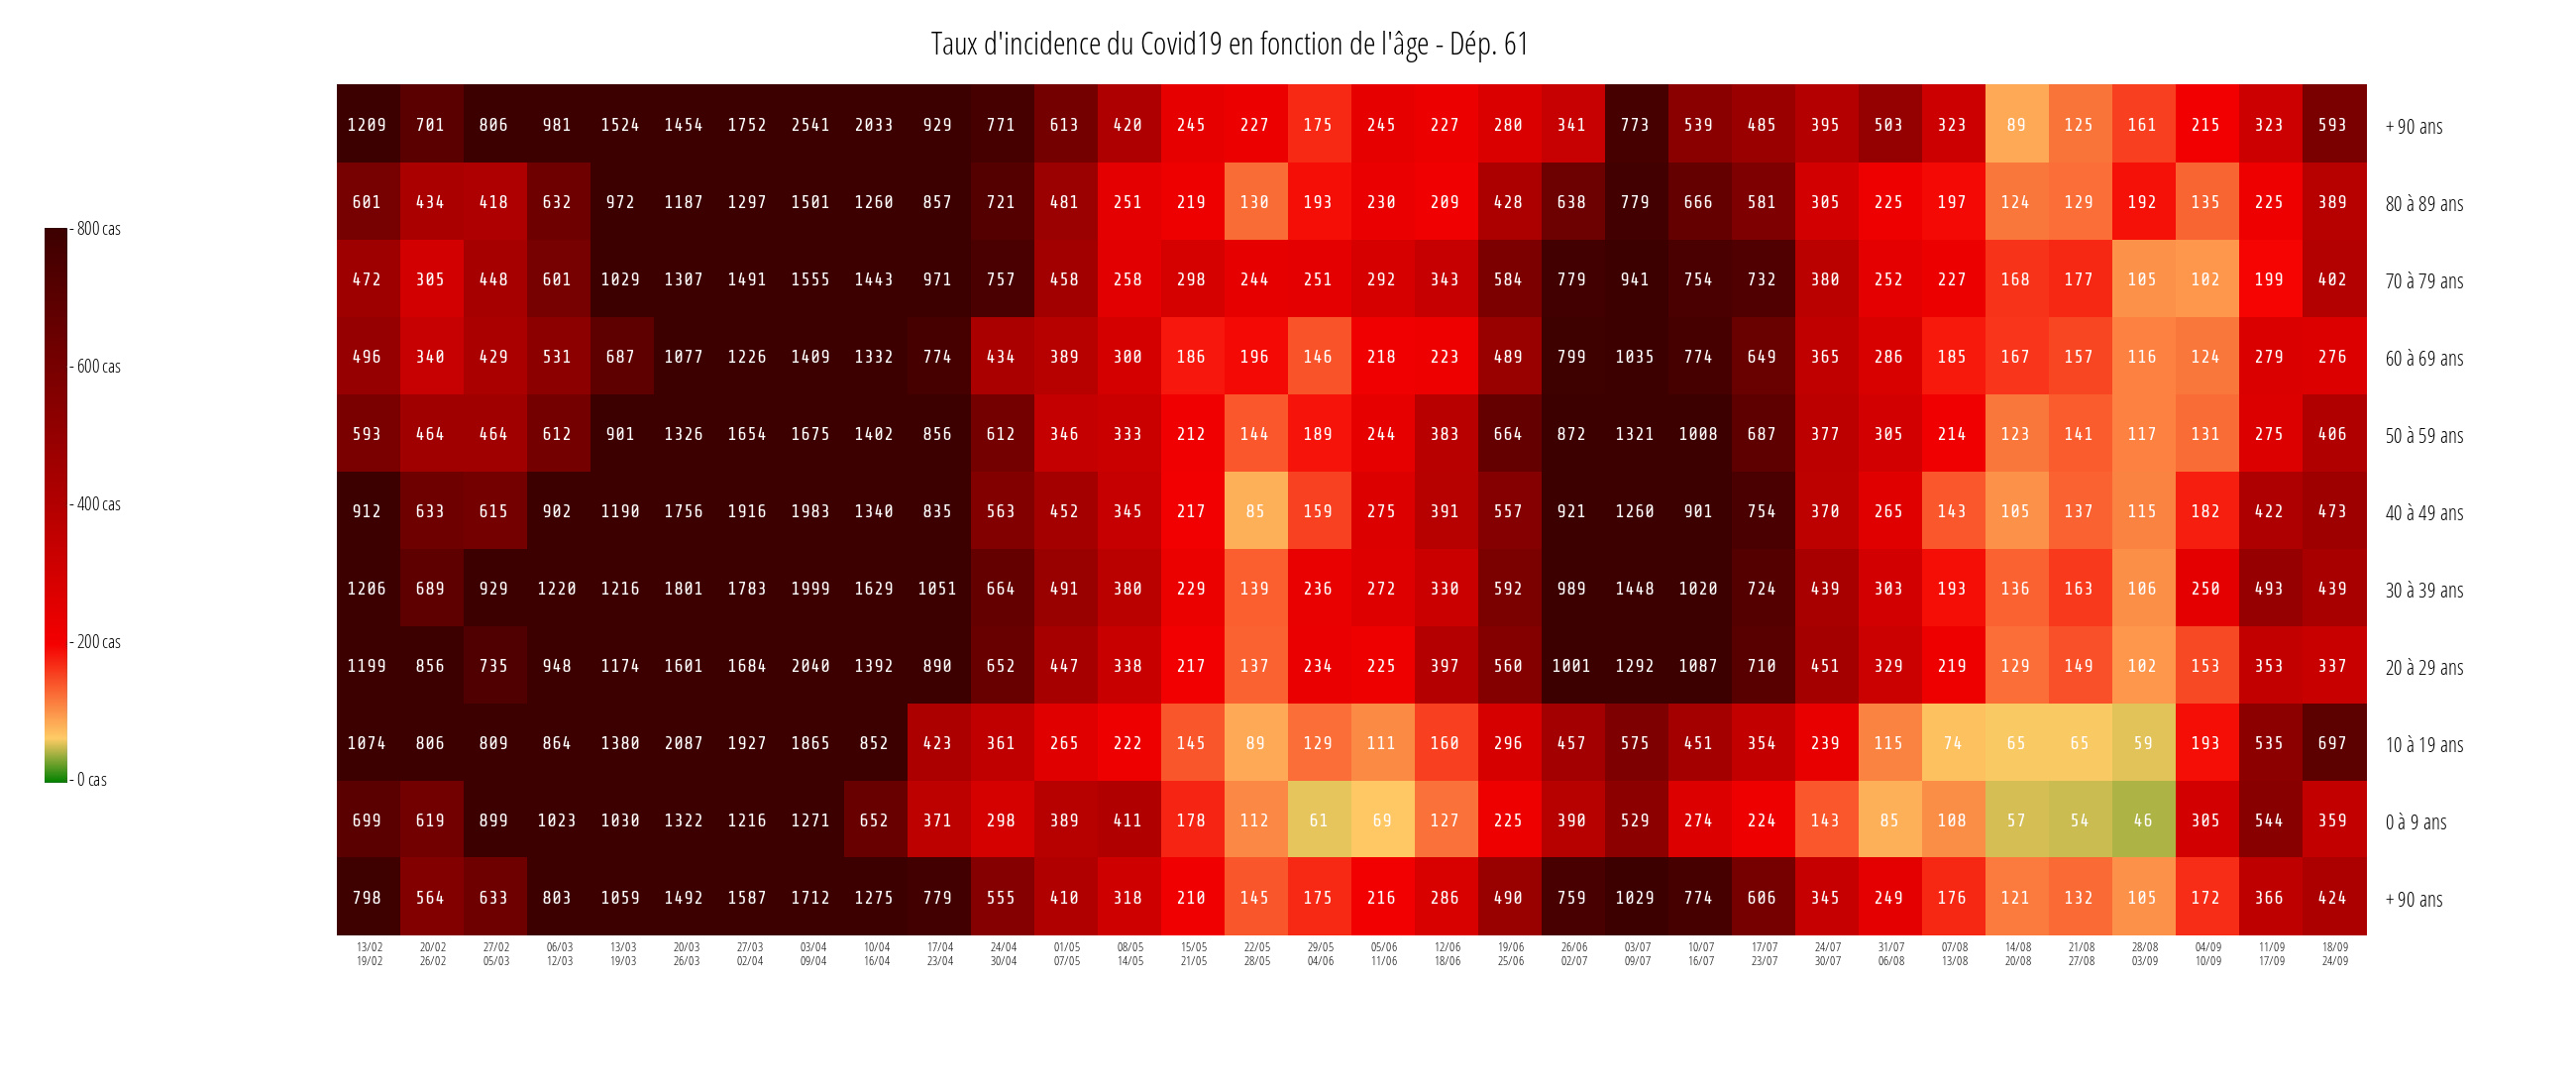 Taux d'incidence du Covid19 en fonction de l'âge - Dép. 61
- 800 cas
- 600 cas
- 400 cas
- 200 cas
- 0 cas
1209 701 806 981 1524 1454 1752 2541 2033 929 771 613 420 245 227 175 245 227 280 341 773 539 485 395 503 323 89 125 161 215 323 593 + 90 ans
601 434 418 632 972 1187 1297 1501 1260 857 721 481 251 219 130 193 230 209 428 638 779 666 581 305 225 197 124 129 192 135 225 389 80 à 89 ans
472 305 448 601 1029 1307 1491 1555 1443 971 757 458 258 298 244 251 292 343 584 779 941 754 732 380 252 227 168 177 105 102 199 402 70 à 79 ans
496 340 429 531 687 1077 1226 1409 1332 774 434 389 300 186 196 146 218 223 489 799 1035 774 649 365 286 185 167 157 116 124 279 276 60 à 69 ans
593 464 464 612 901 1326 1654 1675 1402 856 612 346 333 212 144 189 244 383 664 872 1321 1008 687 377 305 214 123 141 117 131 275 406 50 à 59 ans
912 633 615 902 1190 1756 1916 1983 1340 835 563 452 345 217 85 159 275 391 557 921 1260 901 754 370 265 143 105 137 115 182 422 473 40 à 49 ans
1206 689 929 1220 1216 1801 1783 1999 1629 1051 664 491 380 229 139 236 272 330 592 989 1448 1020 724 439 303 193 136 163 106 250 493 439 30 à 39 ans
1199 856 735 948 1174 1601 1684 2040 1392 890 652 447 338 217 137 234 225 397 560 1001 1292 1087 710 451 329 219 129 149 102 153 353 337 20 à 29 ans
1074 806 809 864 1380 2087 1927 1865 852 423 361 265 222 145 89 129 111 160 296 457 575 451 354 239 115 74 65 65 59 193 535 697 10 à 19 ans
699 619 899 1023 1030 1322 1216 1271 652 371 298 389 411 178 112 61 69 127 225 390 529 274 224 143 85 108 57 54 46 305 544 359 0 à 9 ans
798 564 633 803 1059 1492 1587 1712 1275 779 555 410 318 210 145 175 216 286 490 759 1029 774 606 345 249 176 121 132 105 172 366 424 + 90 ans
13/02 20/02 27/02 06/03 13/03 20/03 27/03 03/04 10/04 17/04 24/04 01/05 08/05 15/05 22/05 29/05 05/06 12/06 19/06 26/06 03/07 10/07 17/07 24/07 31/07 07/08 14/08 21/08 28/08 04/09 11/09 18/09
19/02 26/02 05/03 12/03 19/03 26/03 02/04 09/04 16/04 23/04 30/04 07/05 14/05 21/05 28/05 04/06 11/06 18/06 25/06 02/07 09/07 16/07 23/07 30/07 06/08 13/08 20/08 27/08 03/09 10/09 17/09 24/09